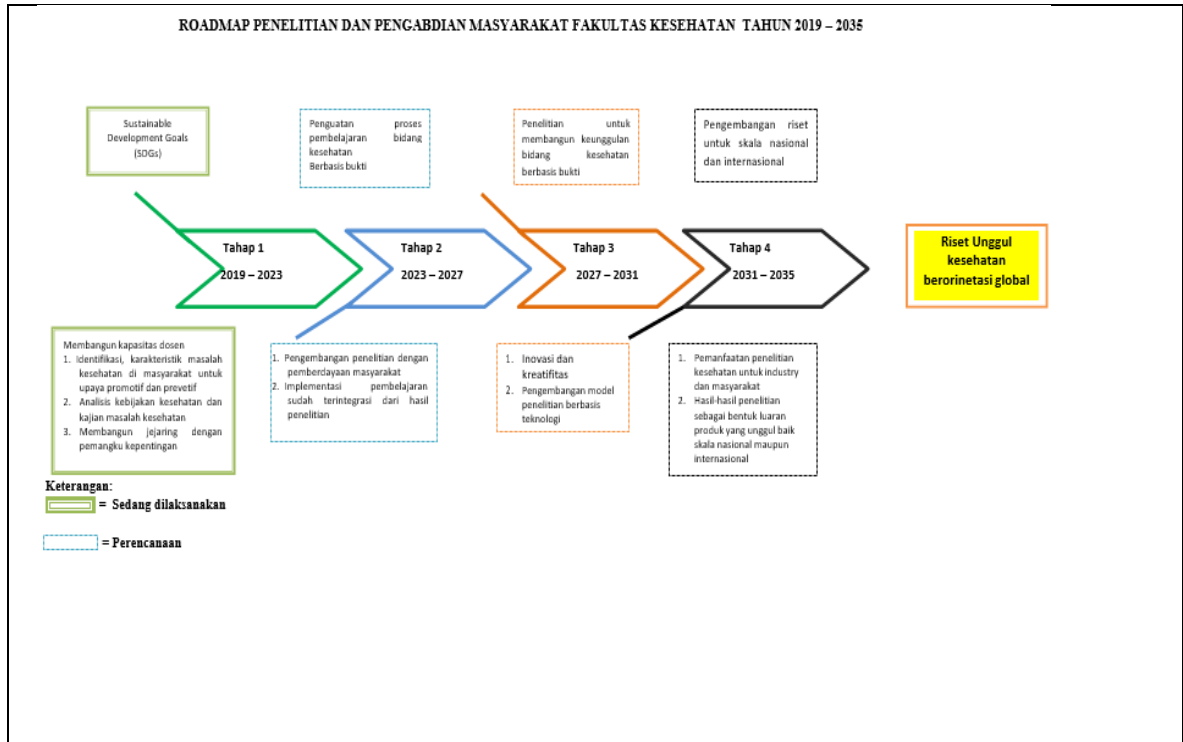 ROADMAP PENELITIAN DAN PENGABDIAN MASYARAKAT FAKULTAS KESEHATAN TAHUN 2019 – 2035
Sustainable
Development Goals
(SDGs)
Penguatan proses
pembelajaran bidang
kesehatan
Berbasis bukti
Penelitian untuk
membangun keunggulan
bidang kesehatan
berbasis bukti
Pengembangan riset
untuk skala nasional
dan internasional
Tahap 1
2019 – 2023
Tahap 2
2023 – 2027
Tahap 3
2027 – 2031
Tahap 4
2031 – 2035
Riset Unggul
kesehatan
berorinetasi global
Membangun kapasitas dosen
1. Identifikasi, karakteristik masalah
kesehatan di masyarakat untuk
upaya promotif dan prevetif
2. Analisis kebijakan kesehatan dan
kajian masalah kesehatan
3. Membangun jejaring dengan
pemangku kepentingan
1. Pengembangan penelitian dengan
pemberdayaan masyarakat
2. Implementasi pembelajaran
sudah terintegrasi dari hasil
penelitian
1. Inovasi dan
kreatifitas
2. Pengembangan model
penelitian berbasis
teknologi
1. Pemanfaatan penelitian
kesehatan untuk industry
dan masyarakat
2. Hasil-hasil penelitian
sebagai bentuk luaran
produk yang unggul baik
skala nasional maupun
internasional
Keterangan:
= Sedang dilaksanakan
= Perencanaan